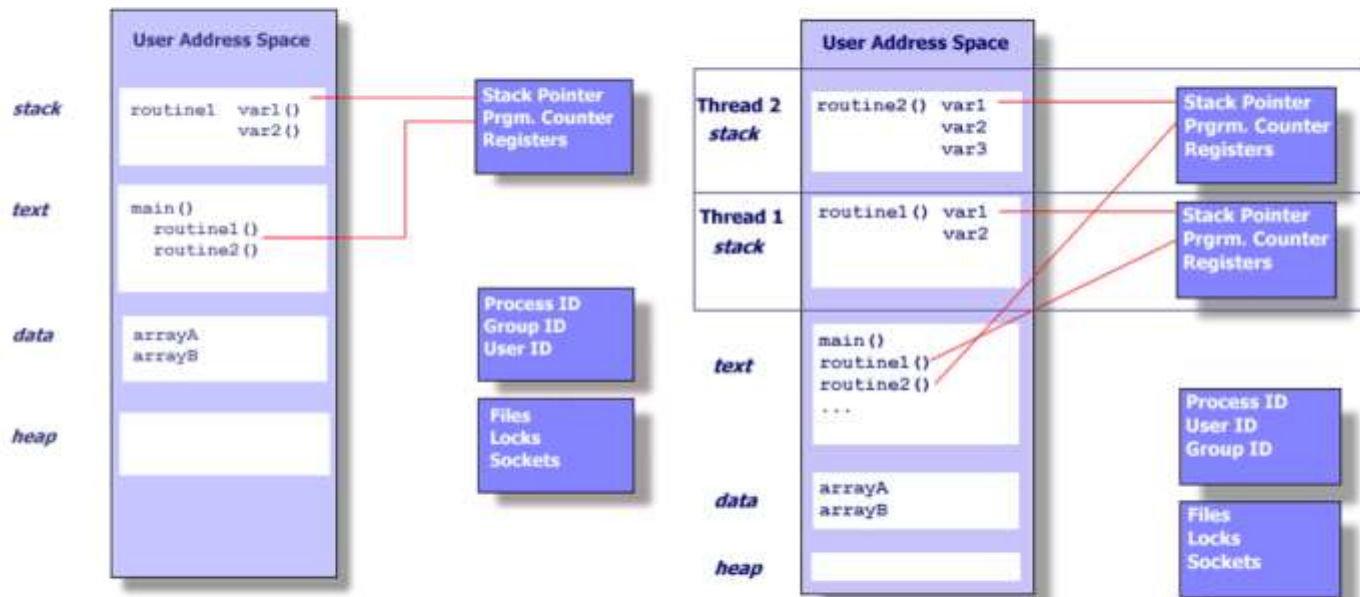 User Address Space
stack
routine1 var1()
var2()
text
main()
routine1()
routine2()
data
arrayA
arrayB
heap
Stack Pointer
Prgm. Counter
Registers
Process ID
Group ID
User ID
Files
Locks
Sockets
User Address Space
Thread 2
stack
routine2() var1
var2
var3
Thread 1
stack
routine1() var1
var2
text
main()
routine1()
routine2()
...
data
arrayA
arrayB
heap
Stack Pointer
Prgrm. Counter
Registers
Stack Pointer
Prgrm. Counter
Registers
Process ID
User ID
Group ID
Files
Locks
Sockets